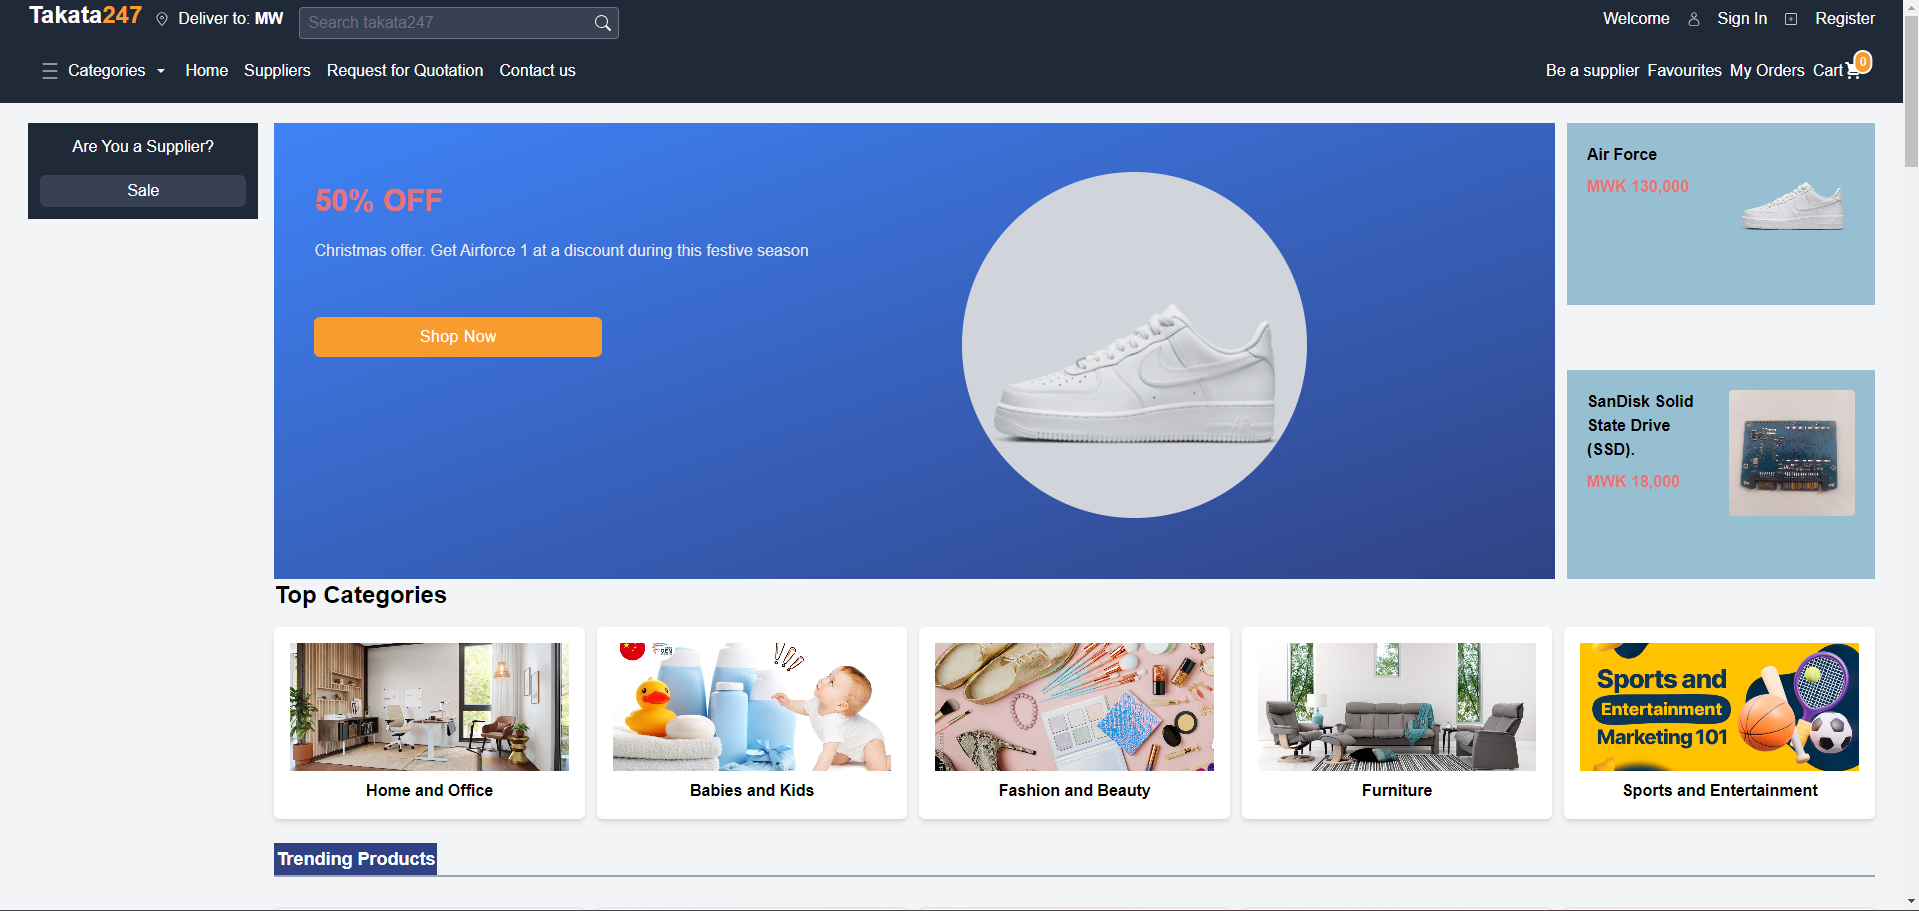 Takata247
Deliver to: MW
Search takata247
Welcome
Sign In
Register
Categories
Home
Suppliers
Request for Quotation
Contact us
Be a supplier
Favourites
My Orders
Cart
0
Are You a Supplier?
Sale
50% OFF
Christmas offer. Get Airforce 1 at a discount during this festive season
Shop Now
Air Force
MWK 130,000
SanDisk Solid
State Drive
(SSD).
MWK 18,000
Top Categories
Home and Office
Babies and Kids
Fashion and Beauty
Furniture
Sports and
Entertainment
Marketing 101
Sports and Entertainment
Trending Products